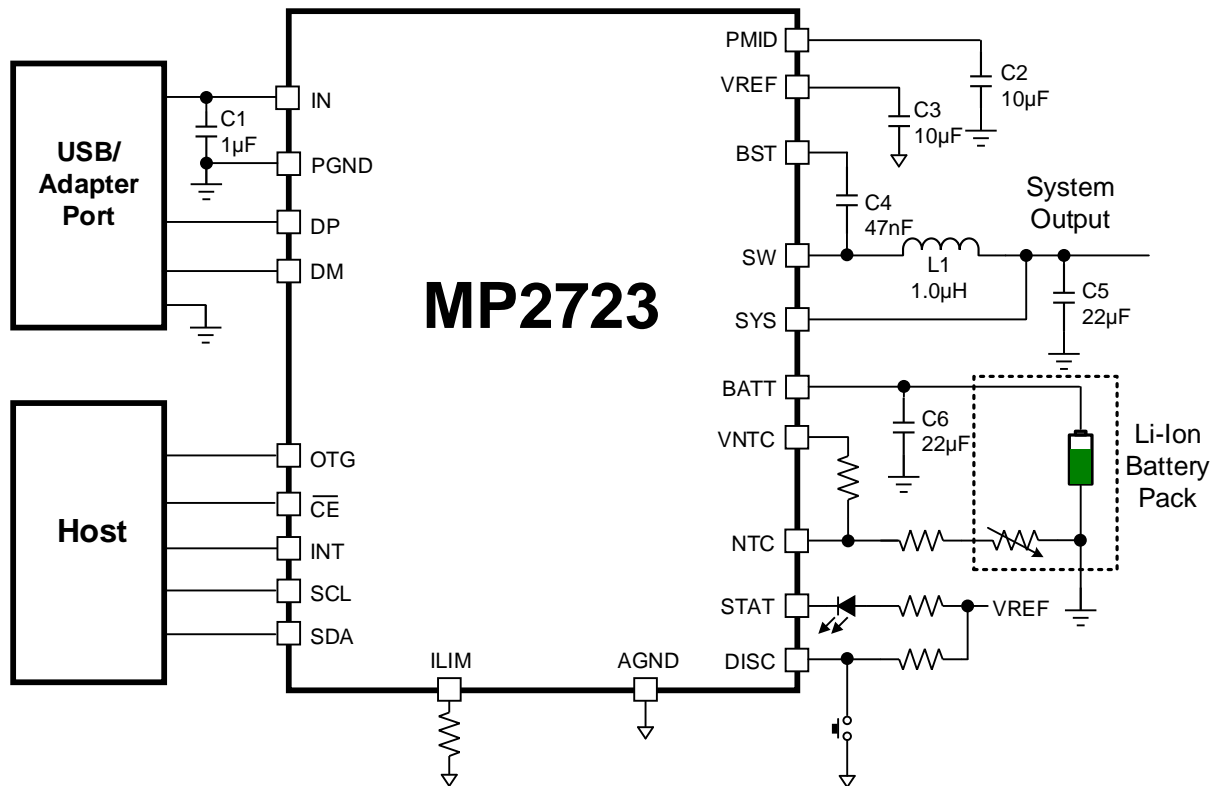 USB/
Adapter
Port
C1
1µF
IN
PGND
DP
DM
MP2723
PMID
VREF
BST
SW
SYS
BATT
VNTC
NTC
STAT
DISC
C2
10µF
C3
10µF
C4
47nF
L1
1.0µH
System
Output
C5
22µF
C6
22µF
Li-Ion
Battery
Pack
VREF
Host
OTG
CE
INT
SCL
SDA
ILIM
AGND